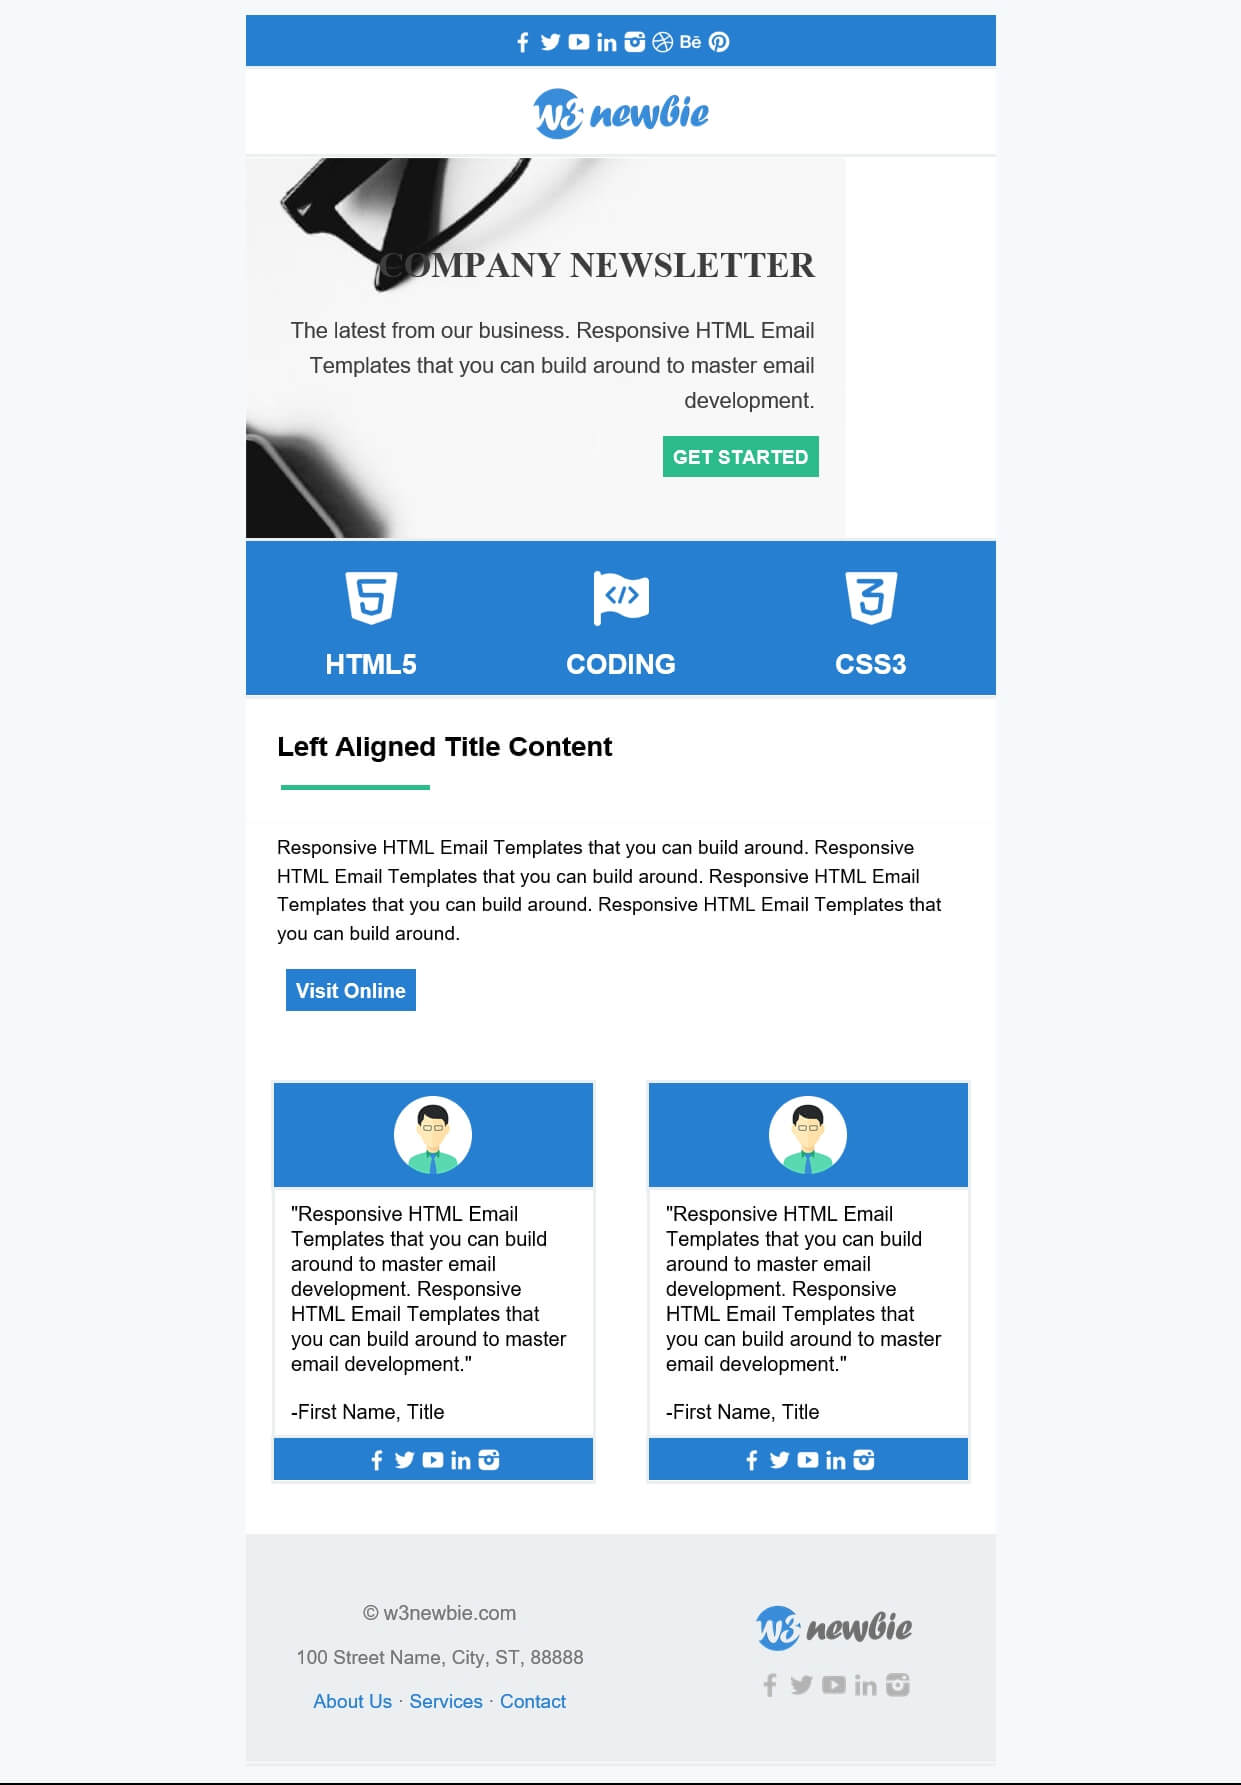 Bē
w3 newbie
COMPANY NEWSLETTER
The latest from our business. Responsive HTML Email
Templates that you can build around to master email
development.
GET STARTED
HTML5
CODING
CSS3
Left Aligned Title Content
Responsive HTML Email Templates that you can build around. Responsive
HTML Email Templates that you can build around. Responsive HTML Email
Templates that you can build around. Responsive HTML Email Templates that
you can build around.
Visit Online
"Responsive HTML Email
Templates that you can build
around to master email
development. Responsive
HTML Email Templates that
you can build around to master
email development."
-First Name, Title
"Responsive HTML Email
Templates that you can build
around to master email
development. Responsive
HTML Email Templates that
you can build around to master
email development."
-First Name, Title
© w3newbie.com
100 Street Name, City, ST, 88888
About Us · Services · Contact
w3 newbie